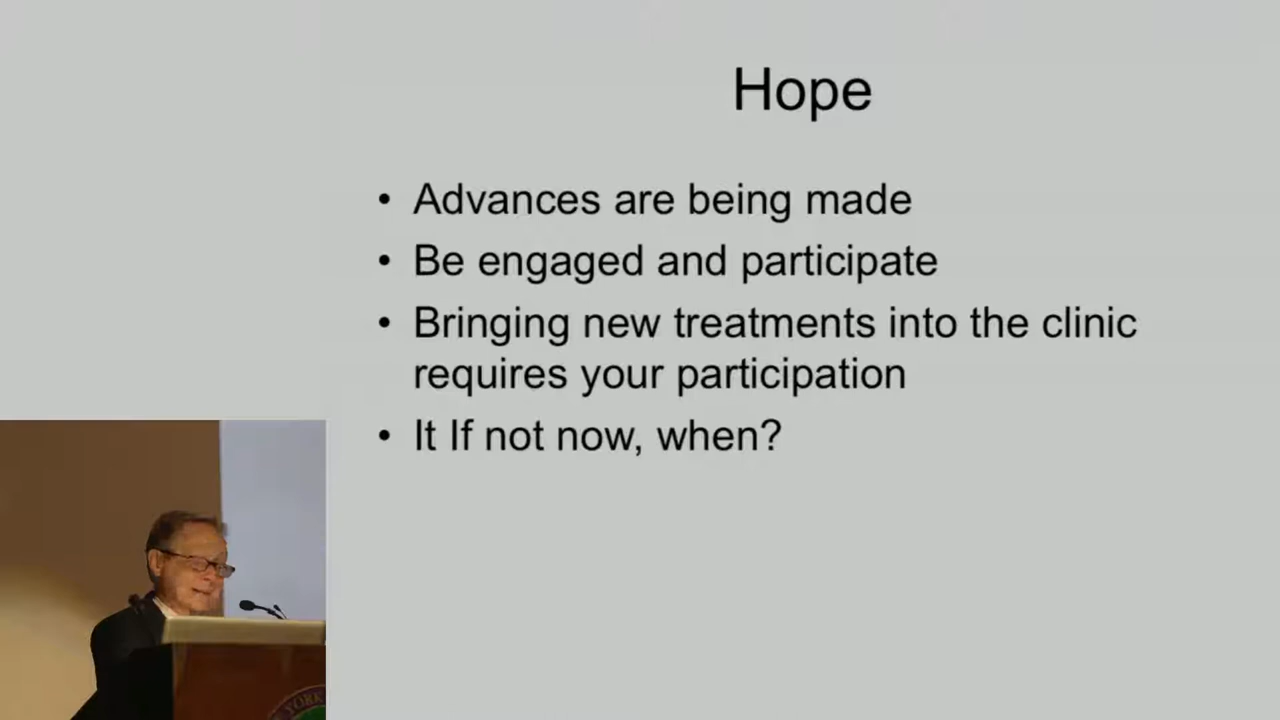 Hope
• Advances are being made
• Be engaged and participate
• Bringing new treatments into the clinic
requires your participation
• It If not now, when?
YORK